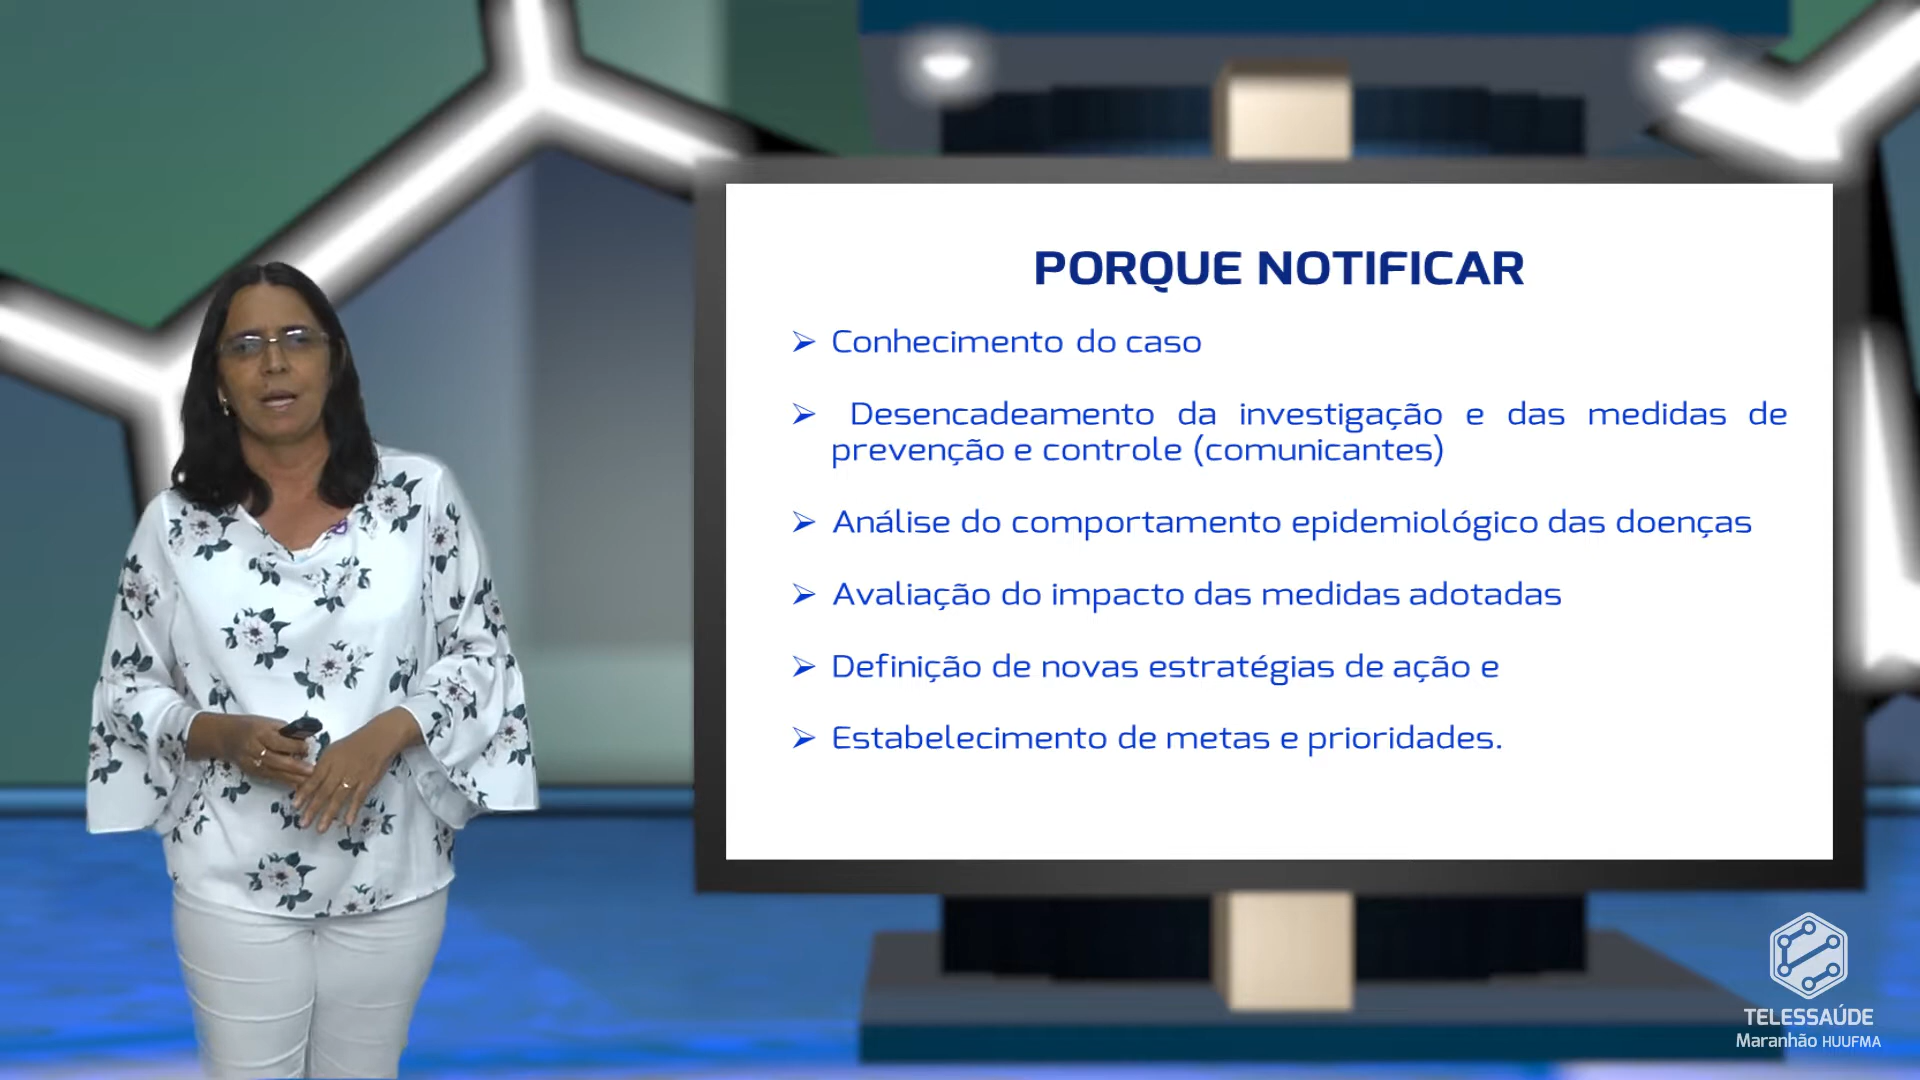 PORQUE NOTIFICAR
➢ Conhecimento do caso
➢ Desencadeamento da investigação e das medidas de
prevenção e controle (comunicantes)
➢ Análise do comportamento epidemiológico das doenças
➢ Avaliação do impacto das medidas adotadas
➢ Definição de novas estratégias de ação e
➢ Estabelecimento de metas e prioridades.
TELESSAÚDE
Maranhão HUUFMA